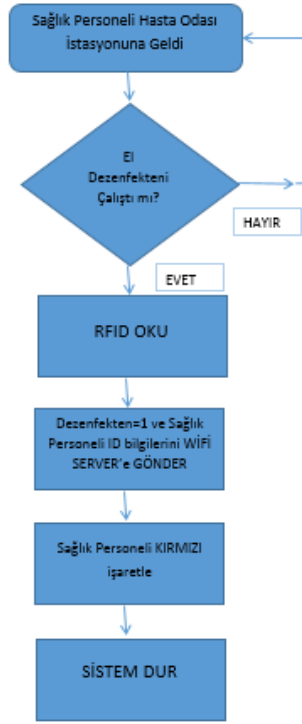 Sağlık Personeli Hasta Odası
İstasyonuna Geldi
El
Dezenfekteni
Çalıştı mı?
HAYIR
EVET
RFID OKU
Dezenfekten=1 ve Sağlık
Personeli ID bilgilerini WİFİ
SERVER'e GÖNDER
Sağlık Personeli KIRMIZI
işaretle
SİSTEM DUR